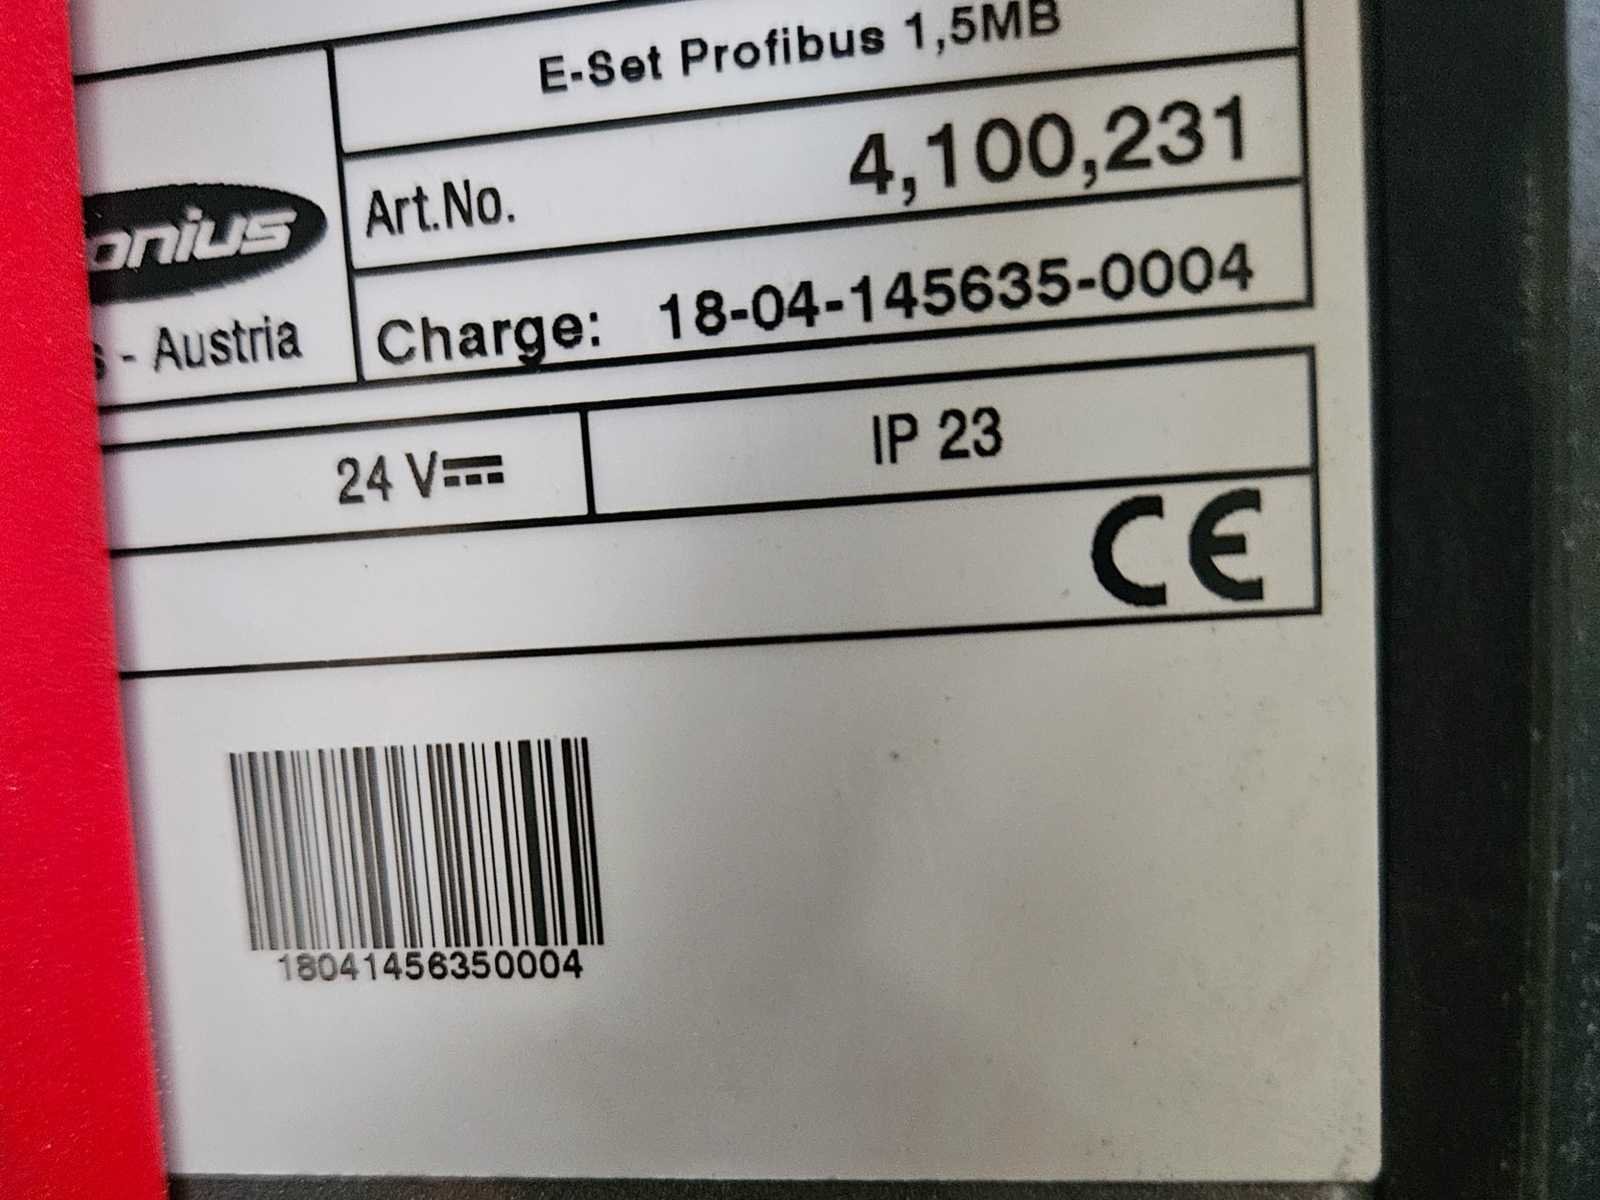 E-Set Profibus 1,5MB
Art.No. 4,100,231
onius
Charge: 18-04-145635-0004
- Austria
24 V IP 23
CE
18041456350004